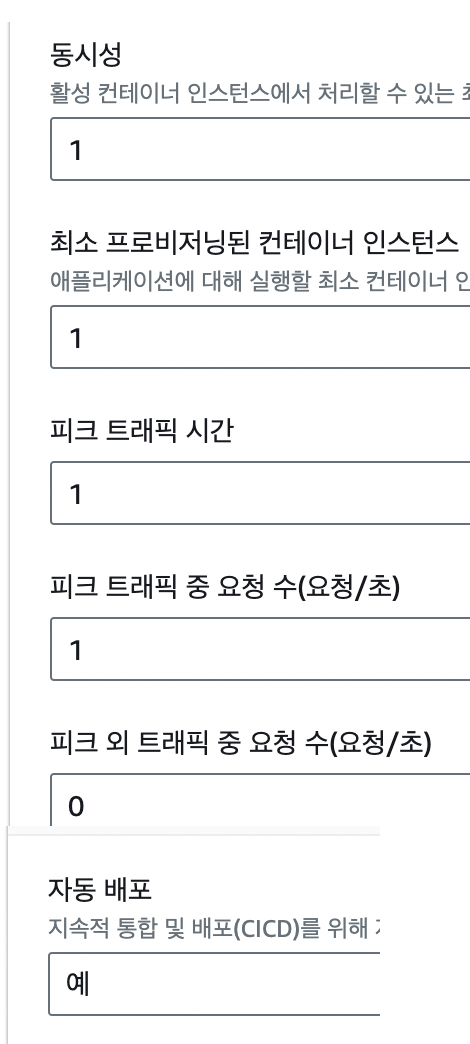 동시성
활성 컨테이너 인스턴스에서 처리할 수 있는
1
최소 프로비저닝된 컨테이너 인스턴스
애플리케이션에 대해 실행할 최소 컨테이너
1
피크 트래픽 시간
1
피크 트래픽 중 요청 수(요청/초)
1
피크 외 트래픽 중 요청 수(요청/초)
0
자동 배포
지속적 통합 및 배포(CICD)를 위해
예